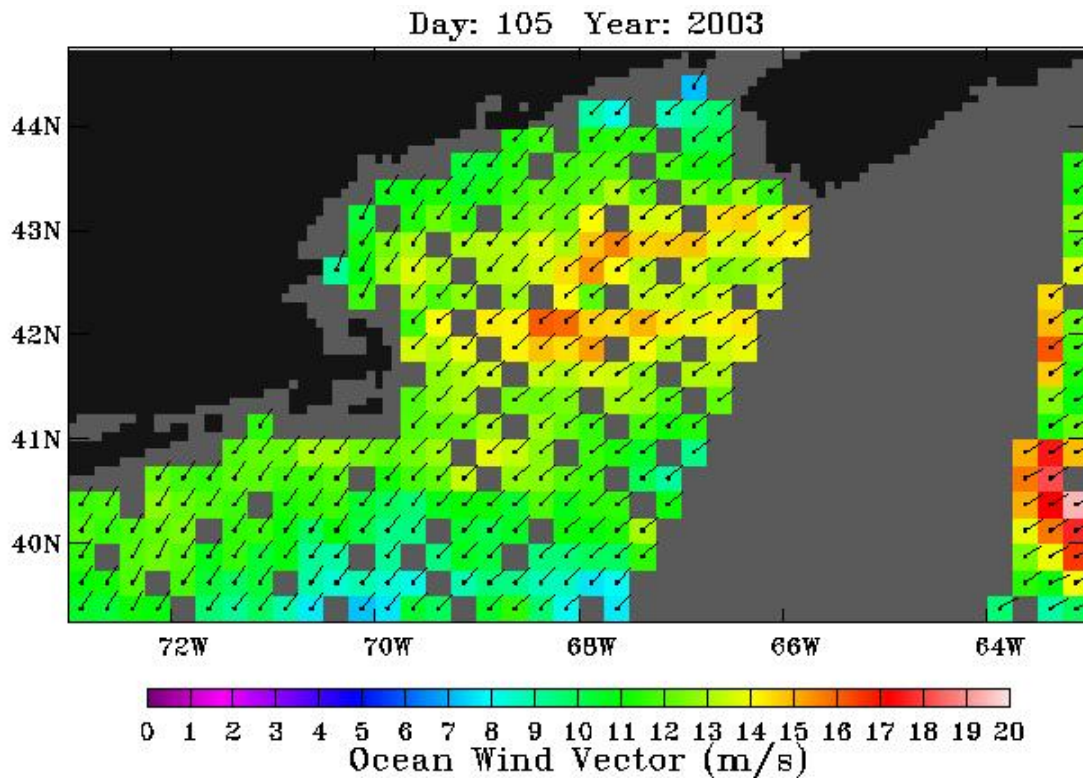 Day: 105 Year: 2003
44N
43N
42N
41N
40N
72W 70W 68W 66W 64W
0 1 2 3 4 5 6 7 8 9 10 11 12 13 14 15 16 17 18 19 20
Ocean Wind Vector (m/s)